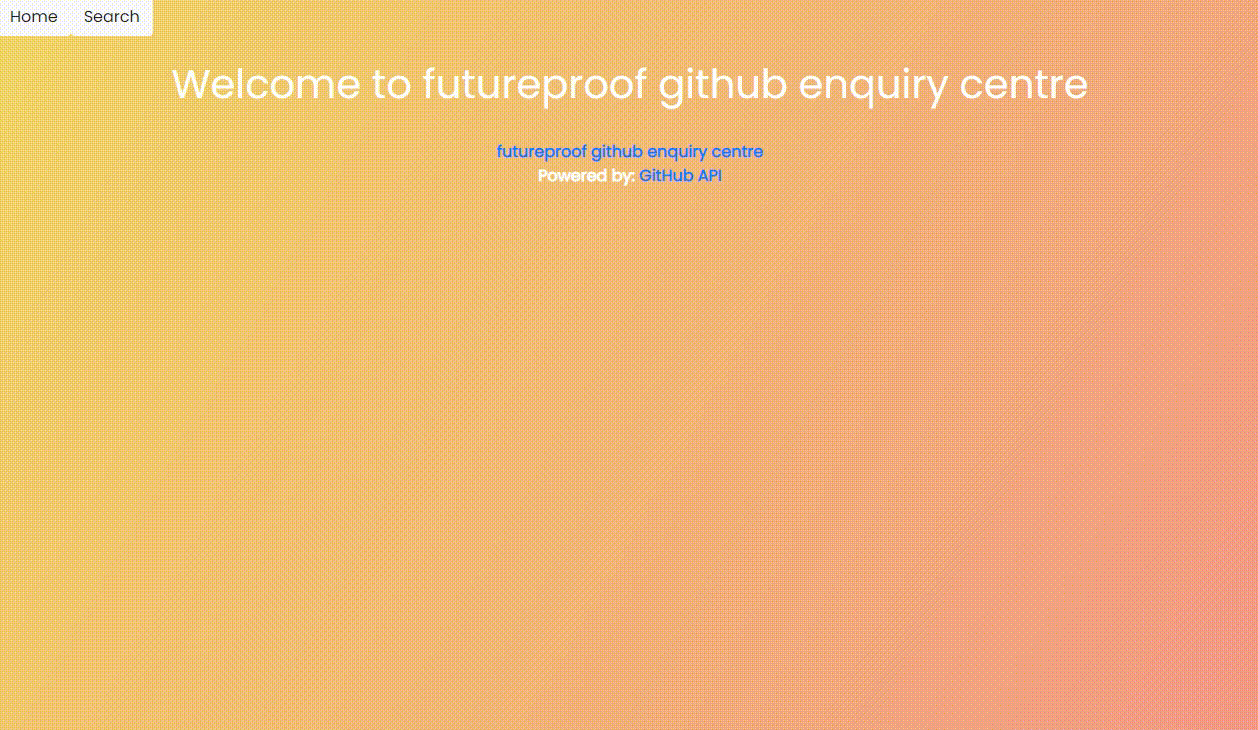 Home Search
Welcome to futureproof github enquiry centre
futureproof github enquiry centre
Powered by: GitHub API